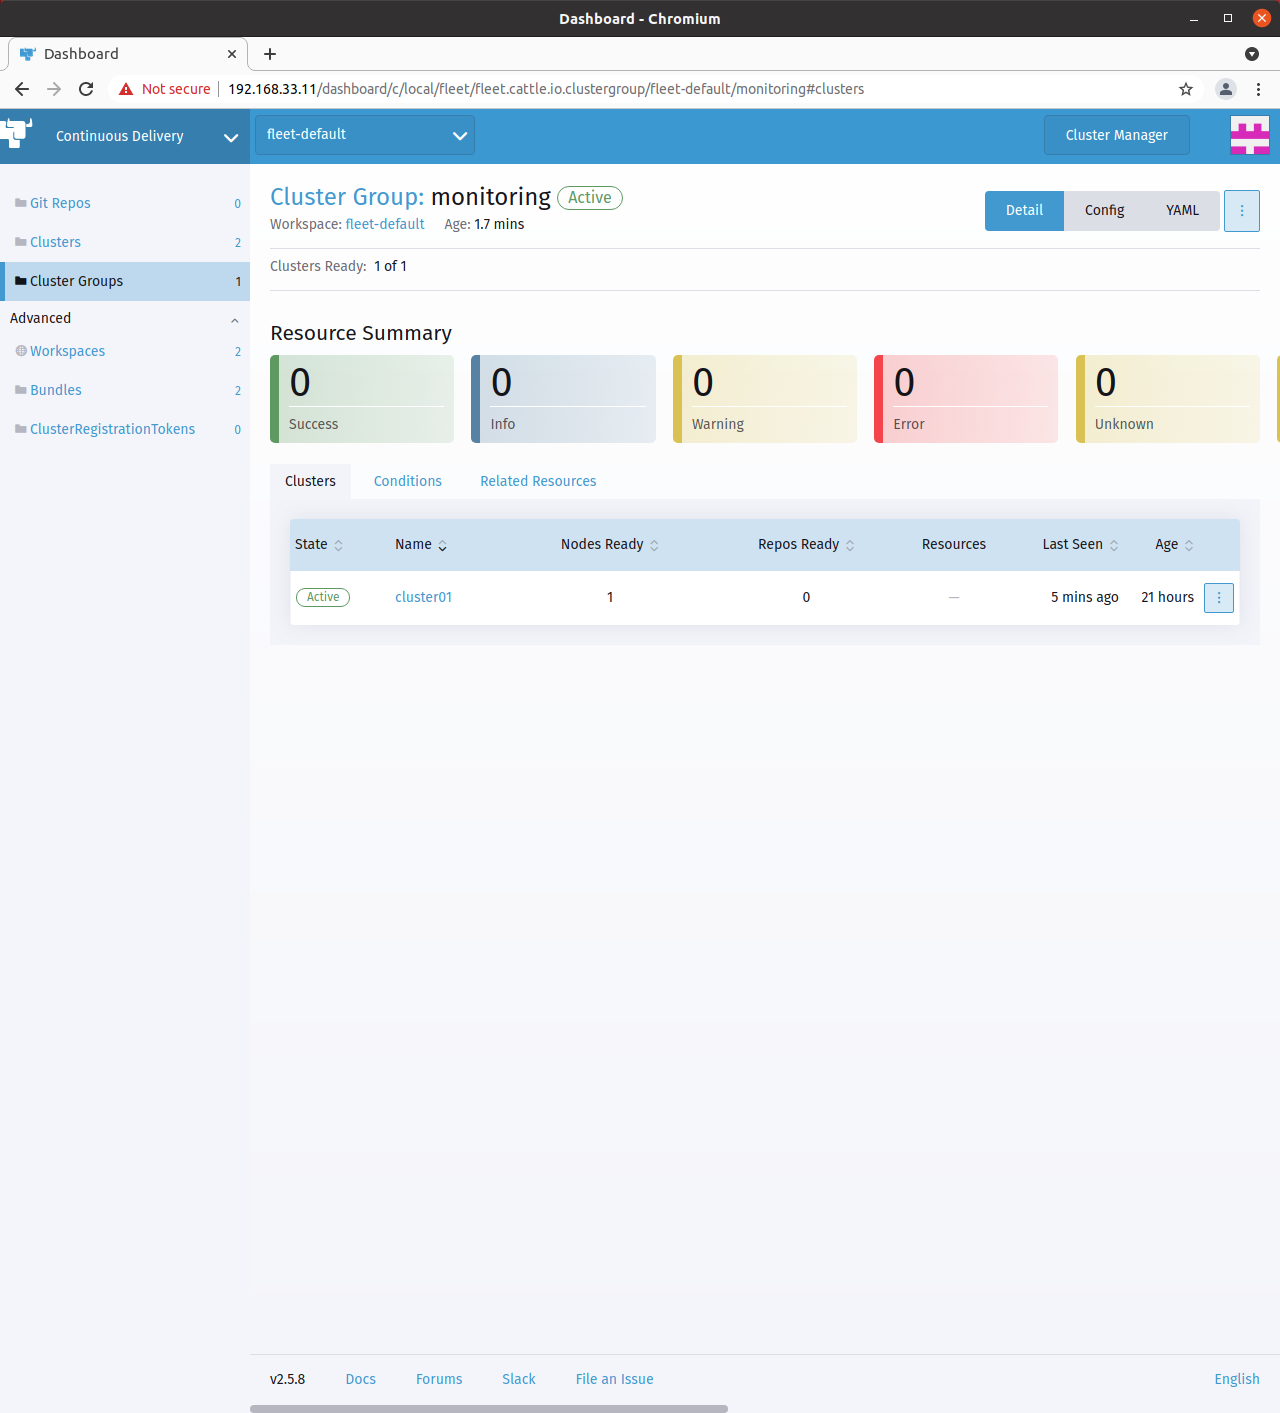 Dashboard - Chromium
Dashboard
Not secure 192.168.33.11/dashboard/c/local/fleet/fleet.cattle.io.clustergroup/fleet-default/monitoring#clusters
Continuous Delivery
fleet-default
Cluster Manager
Git Repos 0
Clusters 2
Cluster Groups 1
Advanced
Workspaces 2
Bundles 2
ClusterRegistrationTokens 0
Cluster Group: monitoring Active
Workspace: fleet-default Age: 1.7 mins
Detail Config YAML
Clusters Ready: 1 of 1
Resource Summary
0 0 0 0 0
Success Info Warning Error Unknown
Clusters Conditions Related Resources
State Name Nodes Ready Repos Ready Resources Last Seen Age
Active cluster01 1 0 — 5 mins ago 21 hours
v2.5.8 Docs Forums Slack File an Issue English